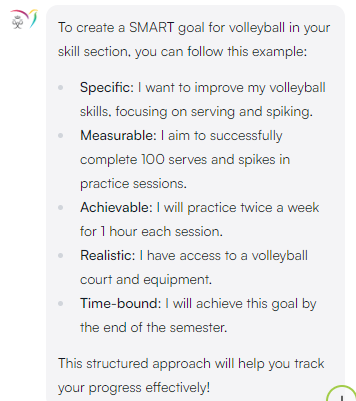 To create a SMART goal for volleyball in your
skill section, you can follow this example:
Specific: I want to improve my volleyball
skills, focusing on serving and spiking.
Measurable: I aim to successfully
complete 100 serves and spikes in
practice sessions.
Achievable: I will practice twice a week
for 1 hour each session.
Realistic: I have access to a volleyball
court and equipment.
Time-bound: I will achieve this goal by
the end of the semester.
This structured approach will help you track
your progress effectively!